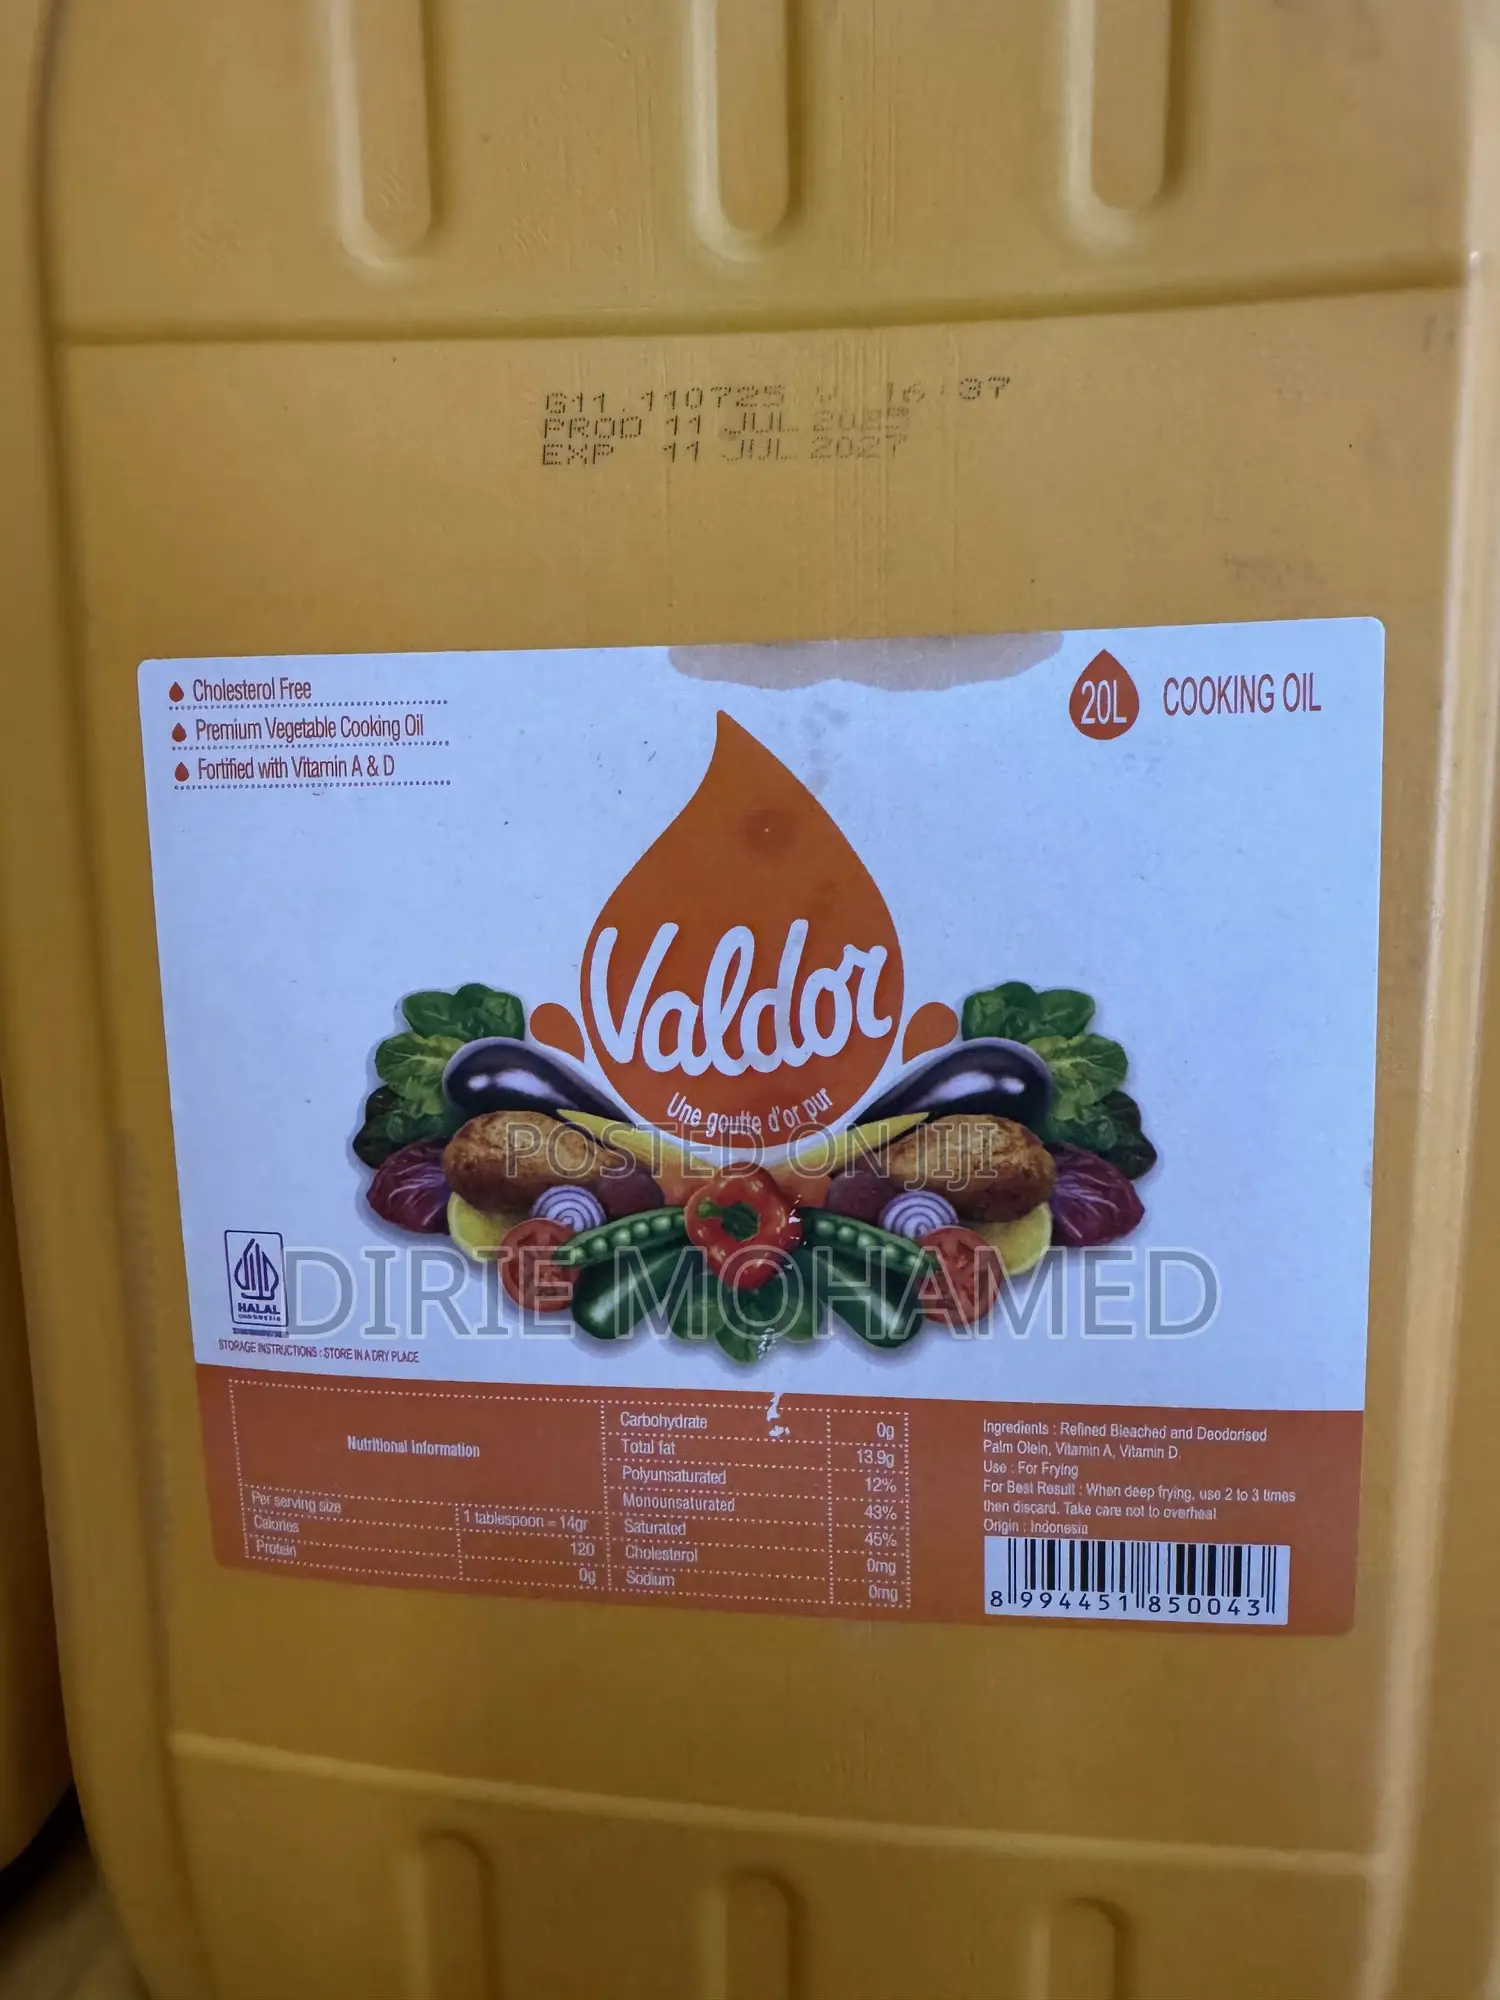 G11.110725 16:37
PROD 11 JUL 2025
EXP 11 JUL 2027
Cholesterol Free
Premium Vegetable Cooking Oil
Fortified with Vitamin A & D
20L COOKING OIL
Valdor
Une goutte d'or pur
POSTED ON JIJI
DIRIE MOHAMED
HALAL
INDONESIA
STORAGE INSTRUCTIONS : STORE IN A DRY PLACE
Nutritional Information
Per serving size 1 tablespoon = 14gr
Calories 120
Protein 0g
Carbohydrate 0g
Total fat 13.9g
Polyunsaturated 12%
Monounsaturated 43%
Saturated 45%
Cholesterol 0mg
Sodium 0mg
Ingredients : Refined Bleached and Deodorised
Palm Olein, Vitamin A, Vitamin D.
Use : For Frying
For Best Result : When deep frying, use 2 to 3 times
then discard. Take care not to overheat
Origin : Indonesia
8 994451 850043